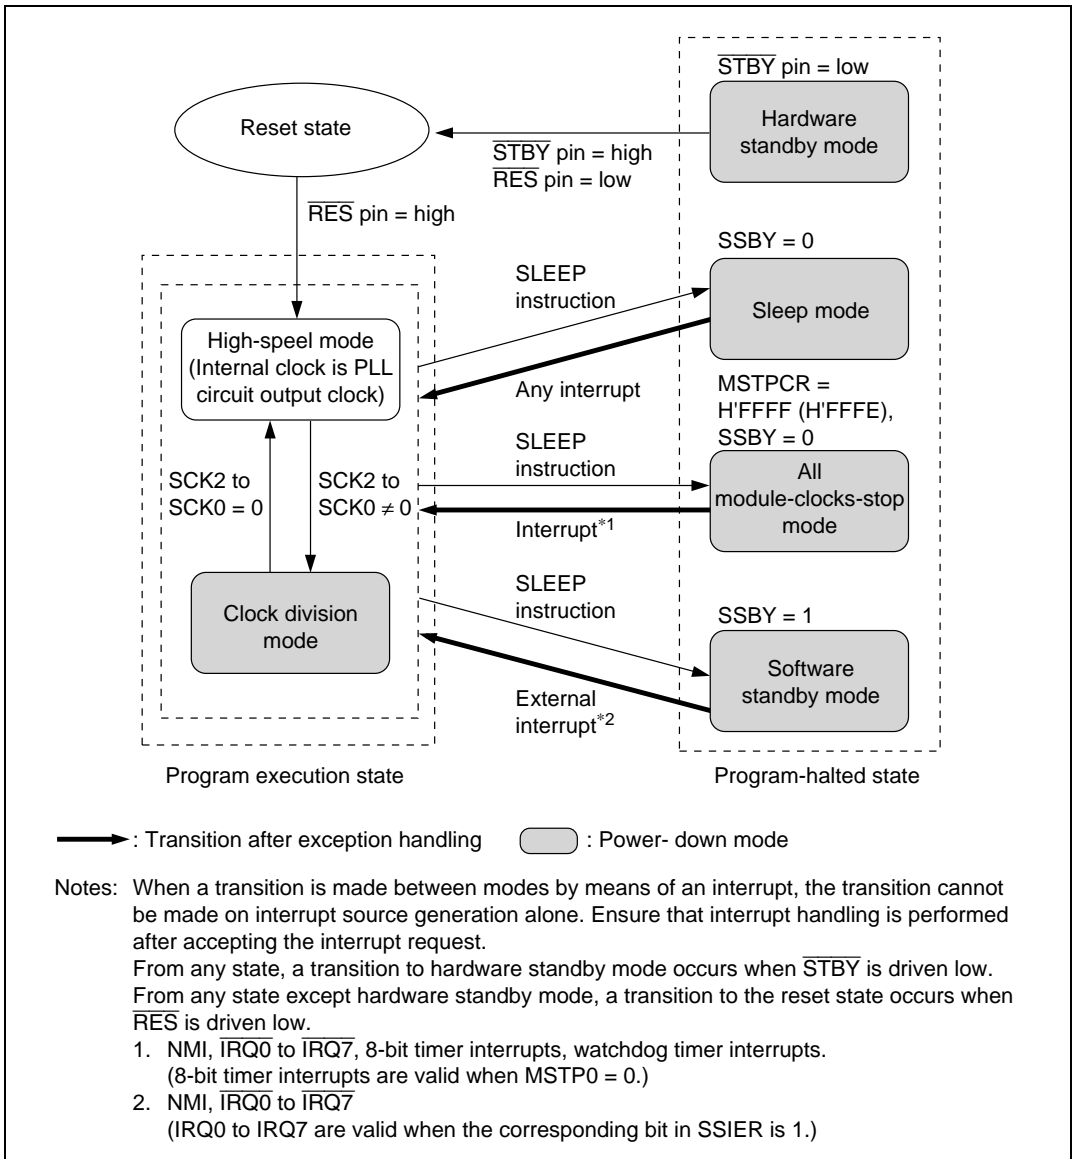 STBY pin = low
Hardware
standby mode
Reset state
STBY pin = high
RES pin = low
RES pin = high
SSBY = 0
Sleep mode
SLEEP
instruction
Any interrupt
High-speel mode
(Internal clock is PLL
circuit output clock)
MSTPCR =
H'FFFF (H'FFFE),
SSBY = 0
All
module-clocks-stop
mode
SLEEP
instruction
Interrupt*1
SCK2 to
SCK0 = 0
SCK2 to
SCK0 ≠ 0
Clock division
mode
SLEEP
instruction
SSBY = 1
Software
standby mode
External
interrupt*2
Program execution state
Program-halted state
: Transition after exception handling
: Power- down mode
Notes: When a transition is made between modes by means of an interrupt, the transition cannot
be made on interrupt source generation alone. Ensure that interrupt handling is performed
after accepting the interrupt request.
From any state, a transition to hardware standby mode occurs when STBY is driven low.
From any state except hardware standby mode, a transition to the reset state occurs when
RES is driven low.
1. NMI, IRQ0 to IRQ7, 8-bit timer interrupts, watchdog timer interrupts.
(8-bit timer interrupts are valid when MSTP0 = 0.)
2. NMI, IRQ0 to IRQ7
(IRQ0 to IRQ7 are valid when the corresponding bit in SSIER is 1.)